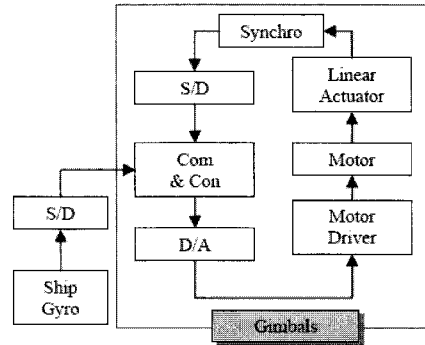 Synchro
S/D
Linear
Actuator
Com
& Con
Motor
S/D
D/A
Motor
Driver
Ship
Gyro
Gimbals